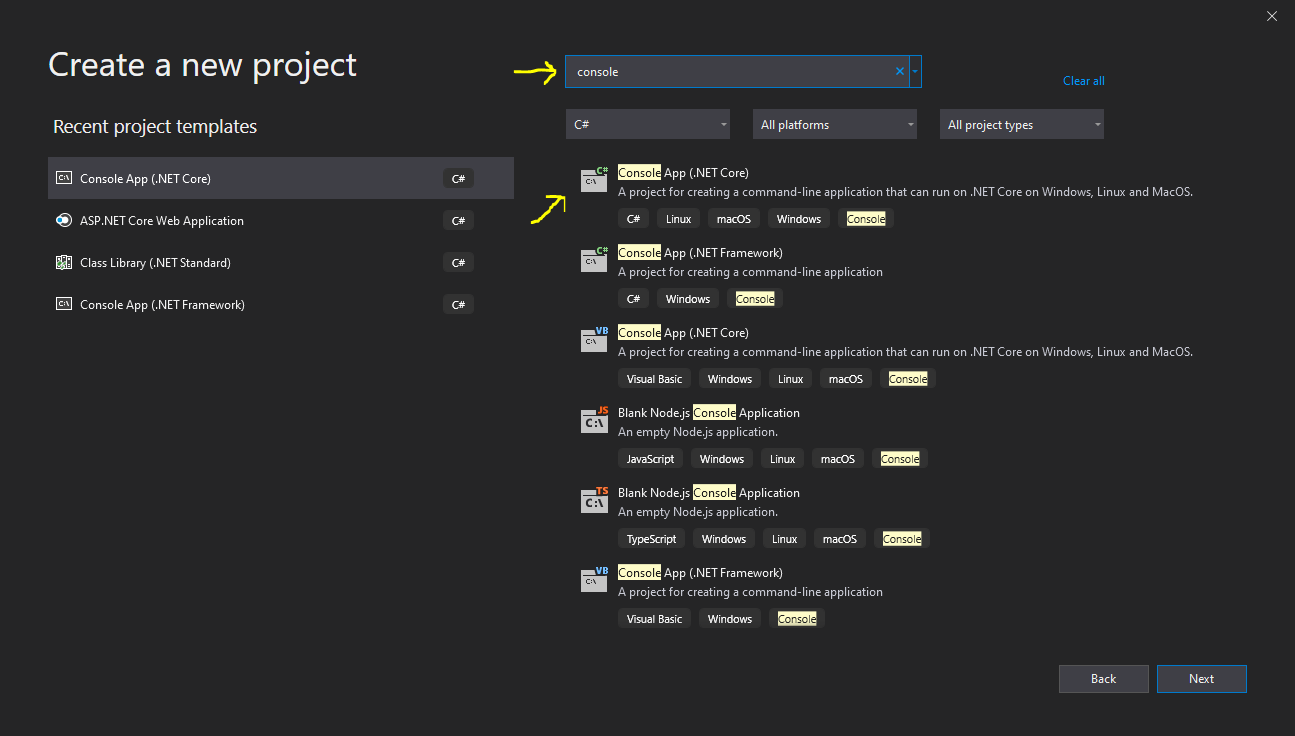 Create a new project
Recent project templates
C:\ Console App (.NET Core) C#
ASP.NET Core Web Application C#
Class Library (.NET Standard) C#
C:\ Console App (.NET Framework) C#
console
Clear all
C# All platforms All project types
C# C:\ Console App (.NET Core)
A project for creating a command-line application that can run on .NET Core on Windows, Linux and MacOS.
C# Linux macOS Windows Console
C# C:\ Console App (.NET Framework)
A project for creating a command-line application
C# Windows Console
VB C:\ Console App (.NET Core)
A project for creating a command-line application that can run on .NET Core on Windows, Linux and MacOS.
Visual Basic Windows Linux macOS Console
JS C:\ Blank Node.js Console Application
An empty Node.js application.
JavaScript Windows Linux macOS Console
TS C:\ Blank Node.js Console Application
An empty Node.js application.
TypeScript Windows Linux macOS Console
VB C:\ Console App (.NET Framework)
A project for creating a command-line application
Visual Basic Windows Console
Back Next